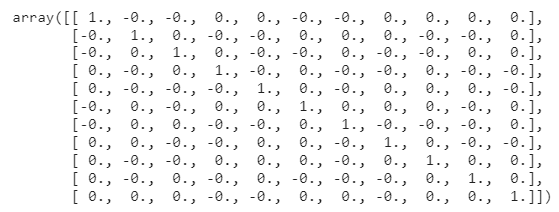 array([[ 1., -0., -0., 0., 0., -0., -0., 0., 0., 0., 0.],
[-0., 1., 0., -0., -0., 0., 0., 0., -0., -0., 0.],
[-0., 0., 1., 0., -0., 0., 0., -0., -0., 0., 0.],
[ 0., -0., 0., 1., -0., 0., -0., 0., 0., -0., -0.],
[ 0., -0., -0., -0., 1., 0., -0., 0., 0., 0., -0.],
[-0., 0., 0., 0., 0., 1., 0., 0., 0., -0., 0.],
[-0., 0., 0., -0., -0., 0., 1., -0., -0., -0., 0.],
[ 0., 0., -0., 0., 0., 0., -0., 1., 0., -0., -0.],
[ 0., -0., -0., 0., 0., 0., -0., 0., 1., 0., 0.],
[ 0., -0., 0., -0., 0., -0., -0., -0., 0., 1., 0.],
[ 0., 0., 0., -0., -0., 0., 0., -0., 0., 0., 1.]])